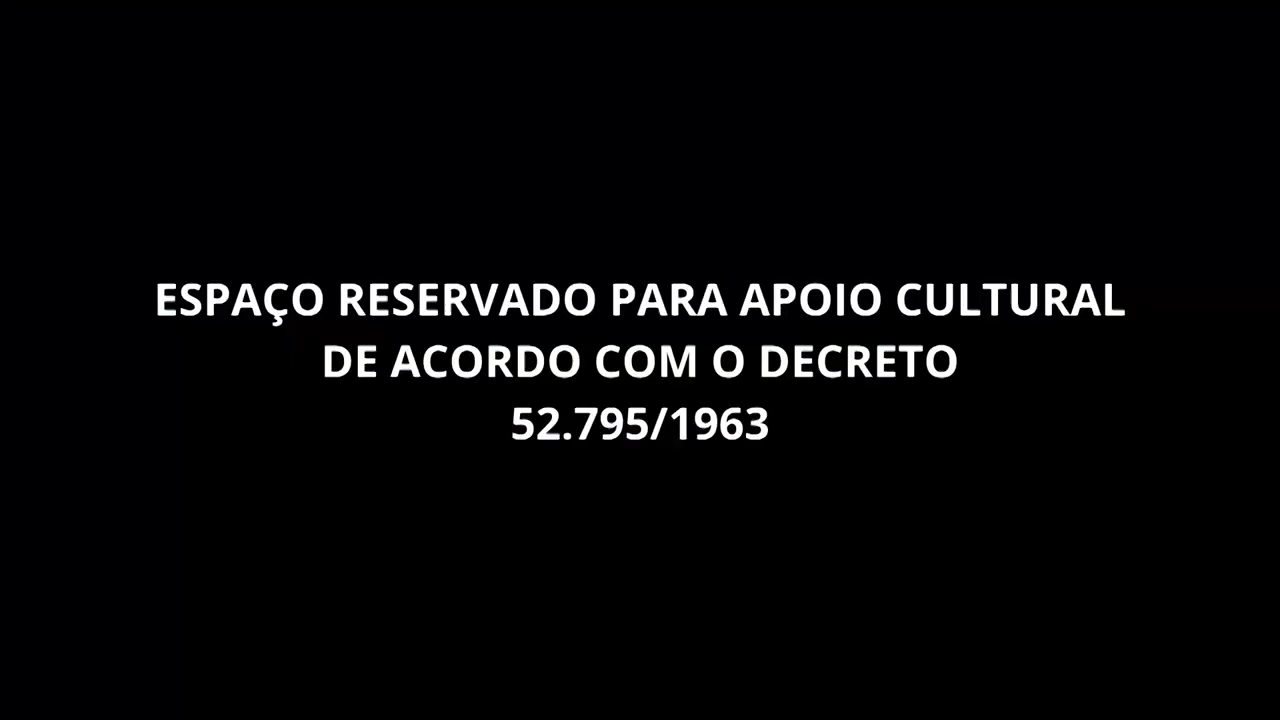 ESPAÇO RESERVADO PARA APOIO CULTURAL
DE ACORDO COM O DECRETO
52.795/1963